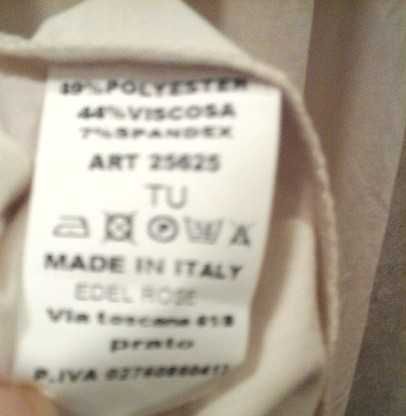 49%POLYESTER
44%VISCOSA
7%SPANDEX
ART 25625
TU
MADE IN ITALY
EDEL ROSE
Via toscana
prato
P.IVA